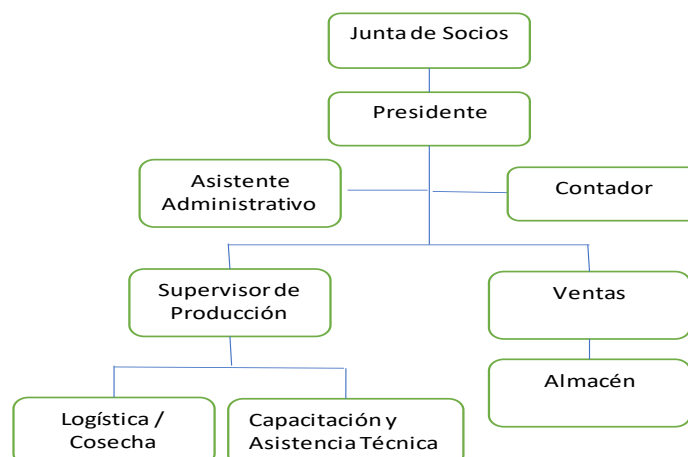 Junta de Socios
Presidente
Asistente
Administrativo
Contador
Supervisor de
Producción
Ventas
Almacén
Logística /
Cosecha
Capacitación y
Asistencia Técnica